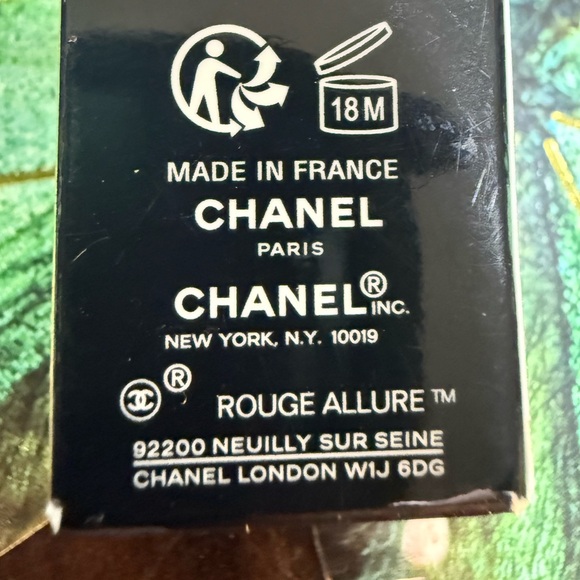 18 M
MADE IN FRANCE
CHANEL
PARIS
CHANEL® INC.
NEW YORK, N.Y. 10019
® ROUGE ALLURE ™
92200 NEUILLY SUR SEINE
CHANEL LONDON W1J 6DG